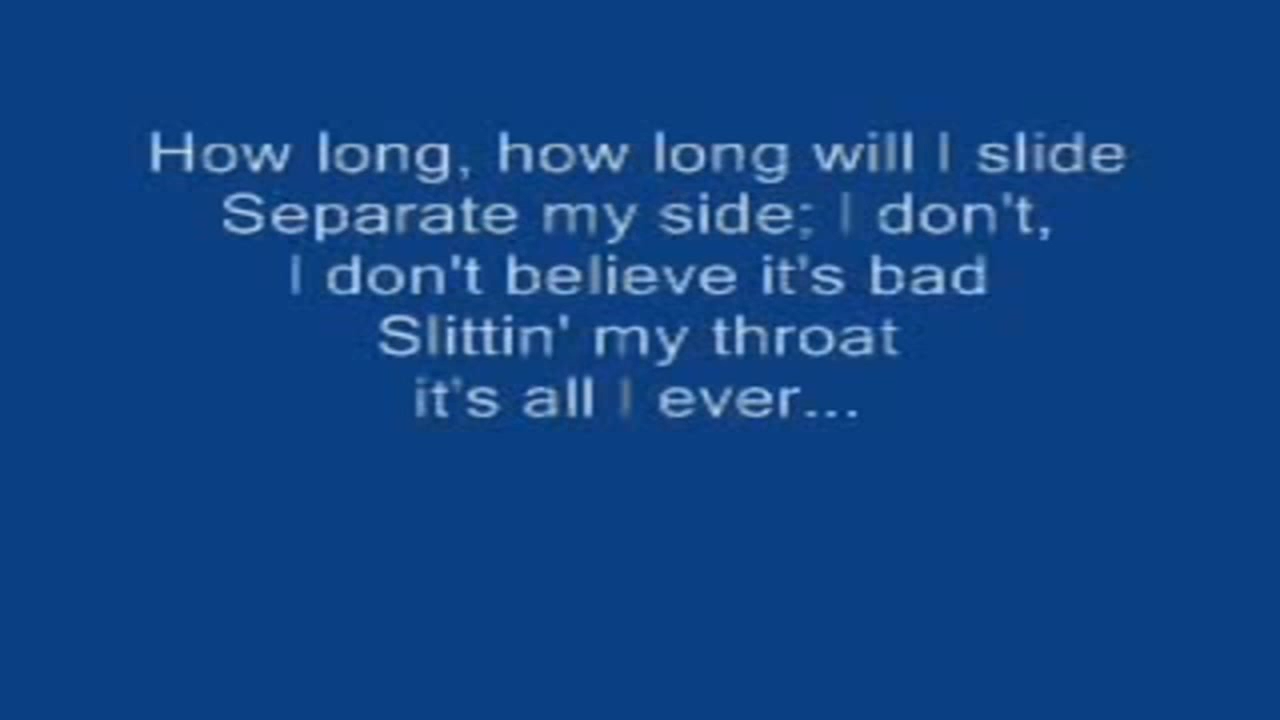 How long, how long will I slide
Separate my side; I don't,
I don't believe it's bad
Slittin' my throat
it's all I ever...